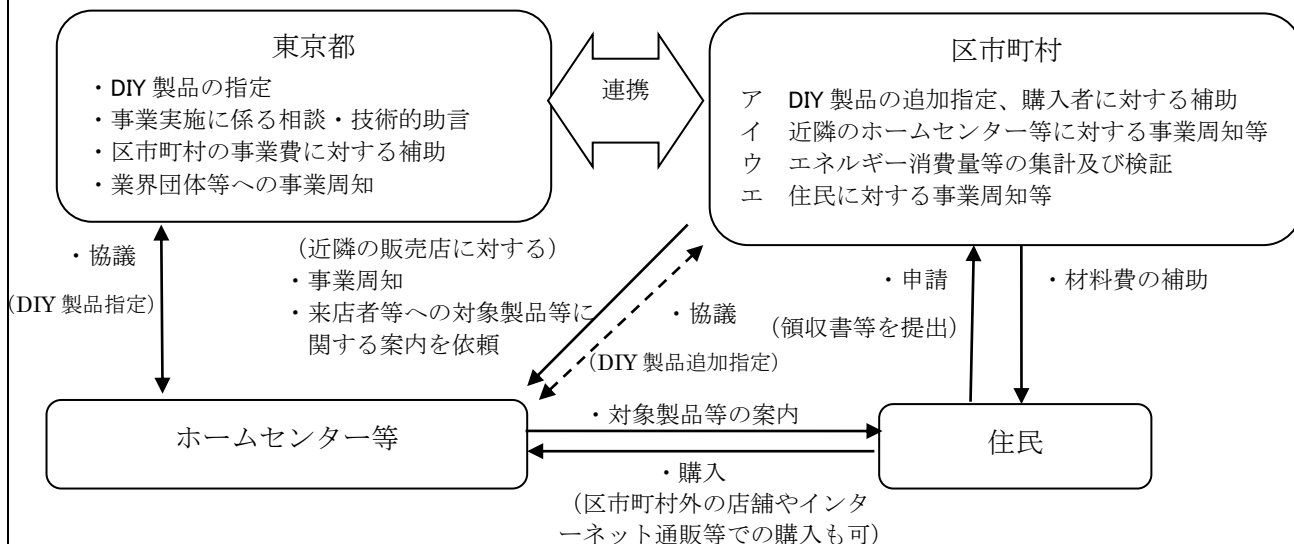 東京都
・DIY 製品の指定
・事業実施に係る相談・技術的助言
・区市町村の事業費に対する補助
・業界団体等への事業周知
連携
区市町村
ア　DIY 製品の追加指定、購入者に対する補助
イ　近隣のホームセンター等に対する事業周知等
ウ　エネルギー消費量等の集計及び検証
エ　住民に対する事業周知等
・協議
(DIY 製品指定)
（近隣の販売店に対する）
・事業周知
・来店者等への対象製品等に
関する案内を依頼
・協議
(DIY 製品追加指定)
・申請
（領収書等を提出）
・材料費の補助
ホームセンター等
・対象製品等の案内
・購入
（区市町村外の店舗やインタ
ーネット通販等での購入も可）
住民